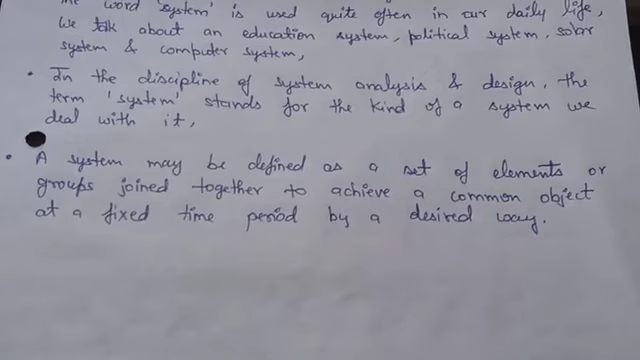 The word 'system' is used quite often in our daily life,
We talk about an education system, political system, solar
system & computer system,
• In the discipline of system analysis & design, the
term 'system' stands for the kind of a system we
deal with it,
• A system may be defined as a set of elements or
groups joined together to achieve a common object
at a fixed time period by a desired way.